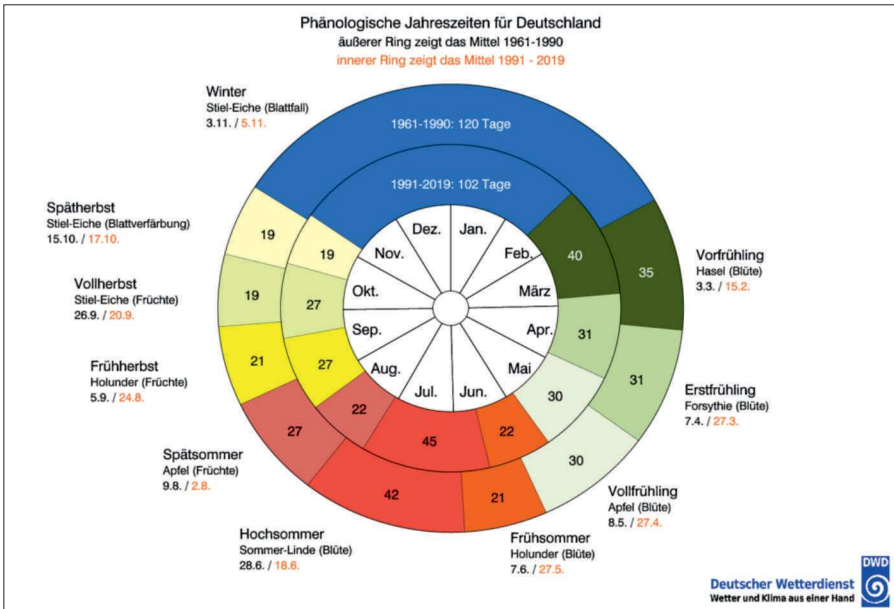 Phänologische Jahreszeiten für Deutschland
äußerer Ring zeigt das Mittel 1961-1990
innerer Ring zeigt das Mittel 1991 - 2019
Winter
Stiel-Eiche (Blattfall)
3.11. / 5.11.
1961-1990: 120 Tage
1991-2019: 102 Tage
Spätherbst
Stiel-Eiche (Blattverfärbung)
15.10. / 17.10.
19
19
Vollherbst
Stiel-Eiche (Früchte)
26.9. / 20.9.
19
27
Frühherbst
Holunder (Früchte)
5.9. / 24.8.
21
27
Spätsommer
Apfel (Früchte)
9.8. / 2.8.
27
22
Hochsommer
Sommer-Linde (Blüte)
28.6. / 18.6.
42
45
Frühsommer
Holunder (Blüte)
7.6. / 27.5.
21
22
Vollfrühling
Apfel (Blüte)
8.5. / 27.4.
30
30
Erstfrühling
Forsythie (Blüte)
7.4. / 27.3.
31
31
Vorfrühling
Hasel (Blüte)
3.3. / 15.2.
35
40
Jan.
Feb.
März
Apr.
Mai
Jun.
Jul.
Aug.
Sep.
Okt.
Nov.
Dez.
Deutscher Wetterdienst
Wetter und Klima aus einer Hand
DWD